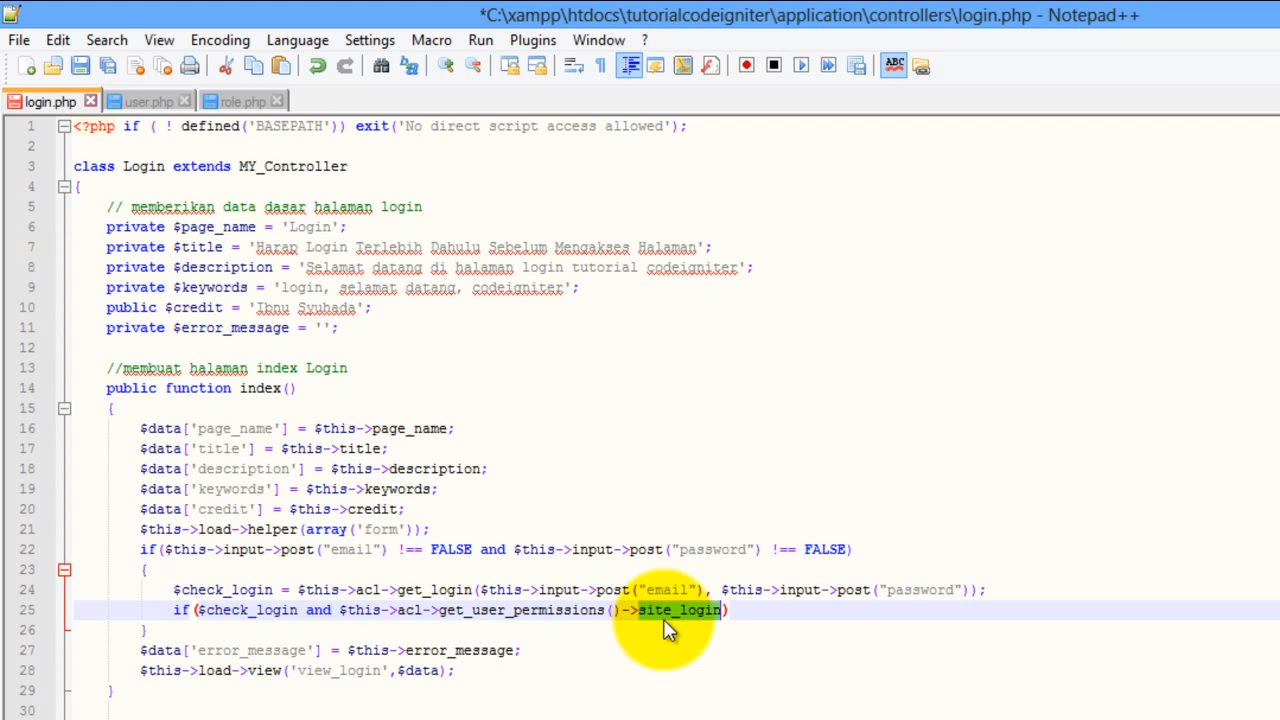 *C:\xampp\htdocs\tutorialcodeigniter\application\controllers\login.php - Notepad++
File Edit Search View Encoding Language Settings Macro Run Plugins Window ?
ABC
login.php user.php role.php
1 <?php if ( ! defined('BASEPATH')) exit('No direct script access allowed');
2
3 class Login extends MY_Controller
4 {
5 // memberikan data dasar halaman login
6 private $page_name = 'Login';
7 private $title = 'Harap Login Terlebih Dahulu Sebelum Mengakses Halaman';
8 private $description = 'Selamat datang di halaman login tutorial codeigniter';
9 private $keywords = 'login, selamat datang, codeigniter';
10 public $credit = 'Ibnu Syuhada';
11 private $error_message = '';
12
13 //membuat halaman index Login
14 public function index()
15 {
16 $data['page_name'] = $this->page_name;
17 $data['title'] = $this->title;
18 $data['description'] = $this->description;
19 $data['keywords'] = $this->keywords;
20 $data['credit'] = $this->credit;
21 $this->load->helper(array('form'));
22 if($this->input->post("email") !== FALSE and $this->input->post("password") !== FALSE)
23 {
24 $check_login = $this->acl->get_login($this->input->post("email"), $this->input->post("password"));
25 if($check_login and $this->acl->get_user_permissions()->site_login)
26 }
27 $data['error_message'] = $this->error_message;
28 $this->load->view('view_login',$data);
29 }
30